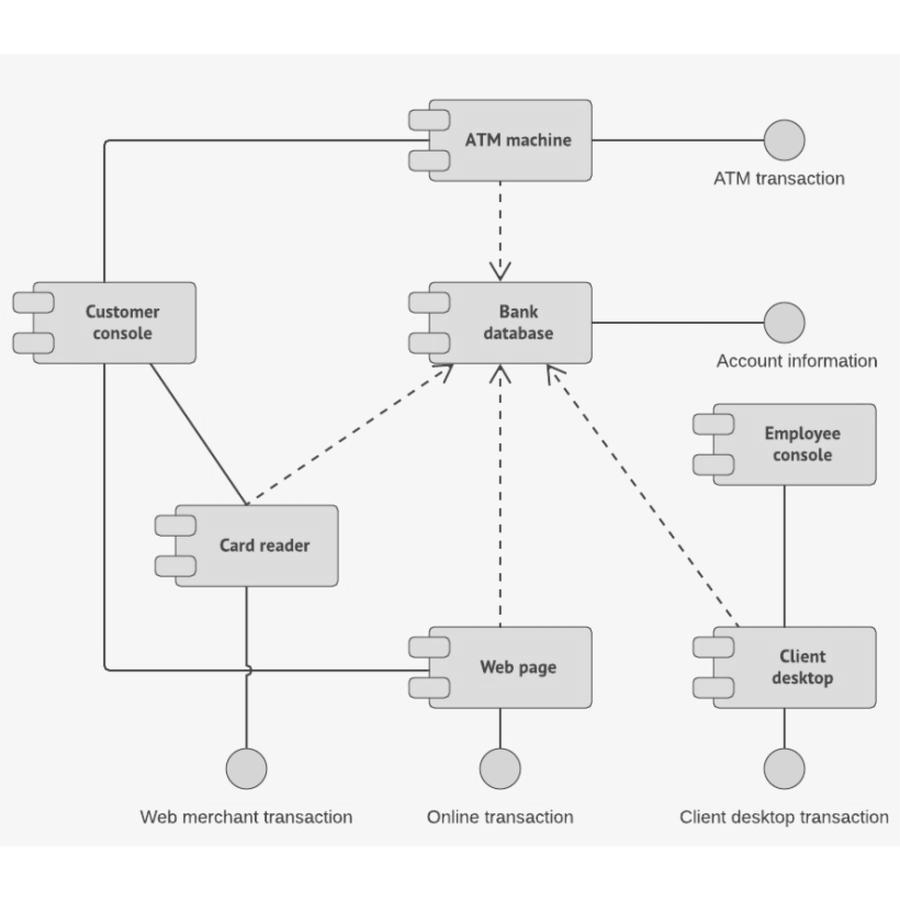 ATM machine
ATM transaction
Customer
console
Bank
database
Account information
Employee
console
Card reader
Web page
Client
desktop
Web merchant transaction
Online transaction
Client desktop transaction